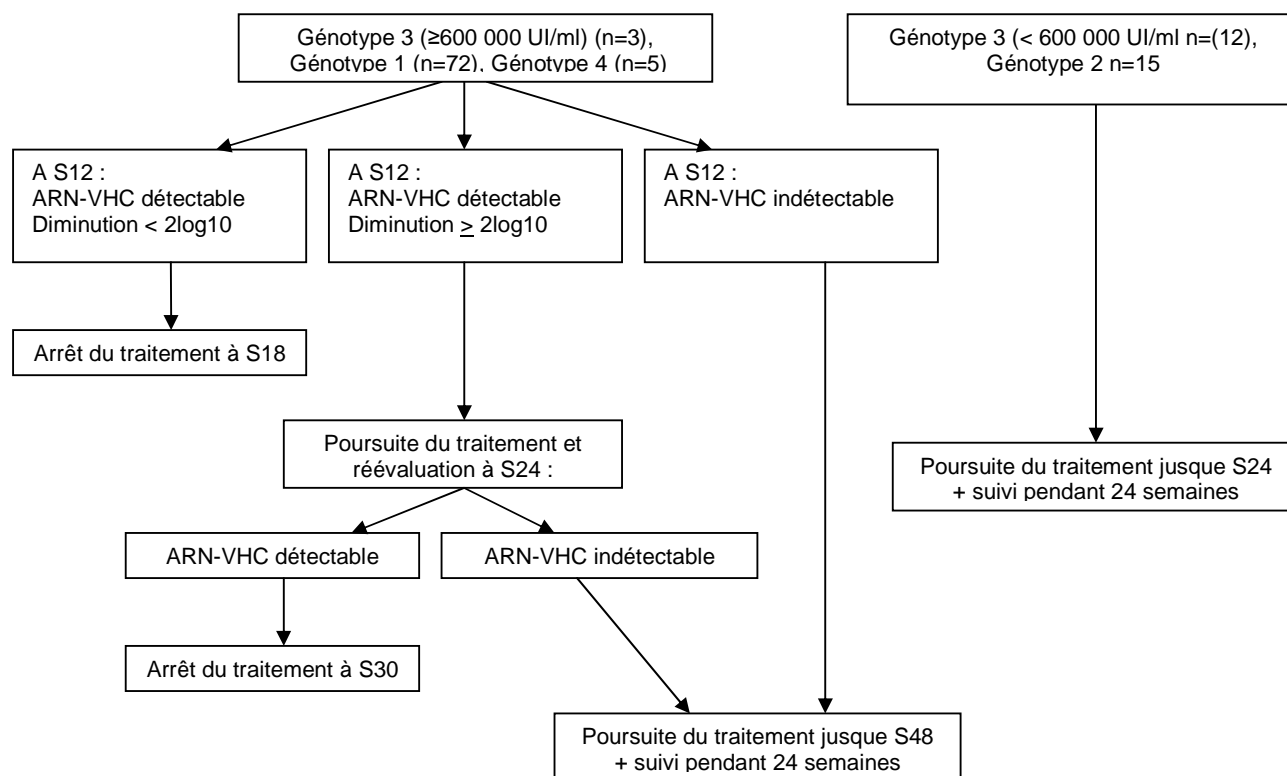 Génotype 3 (≥600 000 UI/ml) (n=3),
Génotype 1 (n=72), Génotype 4 (n=5)
Génotype 3 (< 600 000 UI/ml n=(12),
Génotype 2 n=15
A S12 :
ARN-VHC détectable
Diminution < 2log10
A S12 :
ARN-VHC détectable
Diminution ≥ 2log10
A S12 :
ARN-VHC indétectable
Arrêt du traitement à S18
Poursuite du traitement et
réévaluation à S24 :
Poursuite du traitement jusque S24
+ suivi pendant 24 semaines
ARN-VHC détectable
ARN-VHC indétectable
Arrêt du traitement à S30
Poursuite du traitement jusque S48
+ suivi pendant 24 semaines